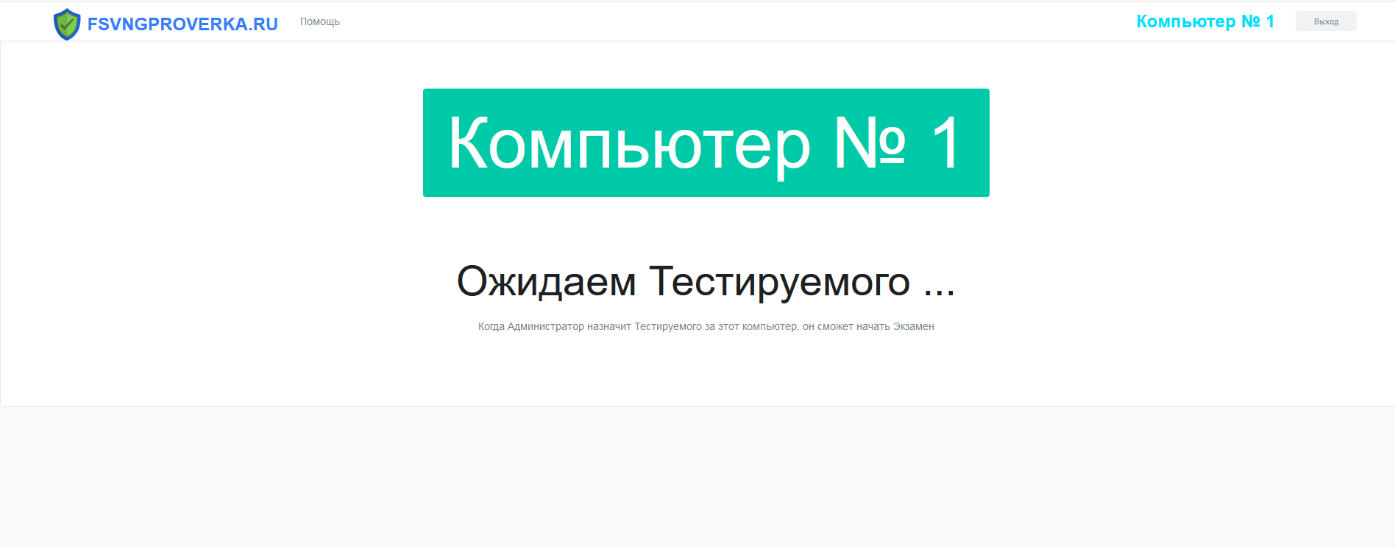 FSVNGPROVERKA.RU Помощь Компьютер № 1 Выход
Компьютер № 1
Ожидаем Тестируемого ...
Когда Администратор назначит Тестируемого за этот компьютер, он сможет начать Экзамен